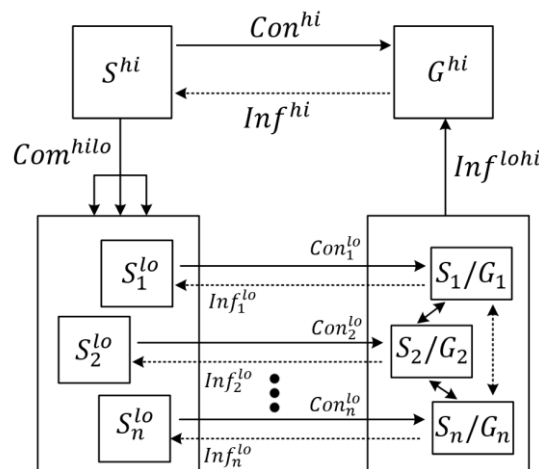 Con^{hi}
S^{hi}
G^{hi}
Inf^{hi}
Com^{hilo}
Inf^{lohi}
S_1^{lo}
Con_1^{lo}
S_1/G_1
Inf_1^{lo}
S_2^{lo}
Con_2^{lo}
S_2/G_2
Inf_2^{lo}
S_n^{lo}
Con_n^{lo}
S_n/G_n
Inf_n^{lo}